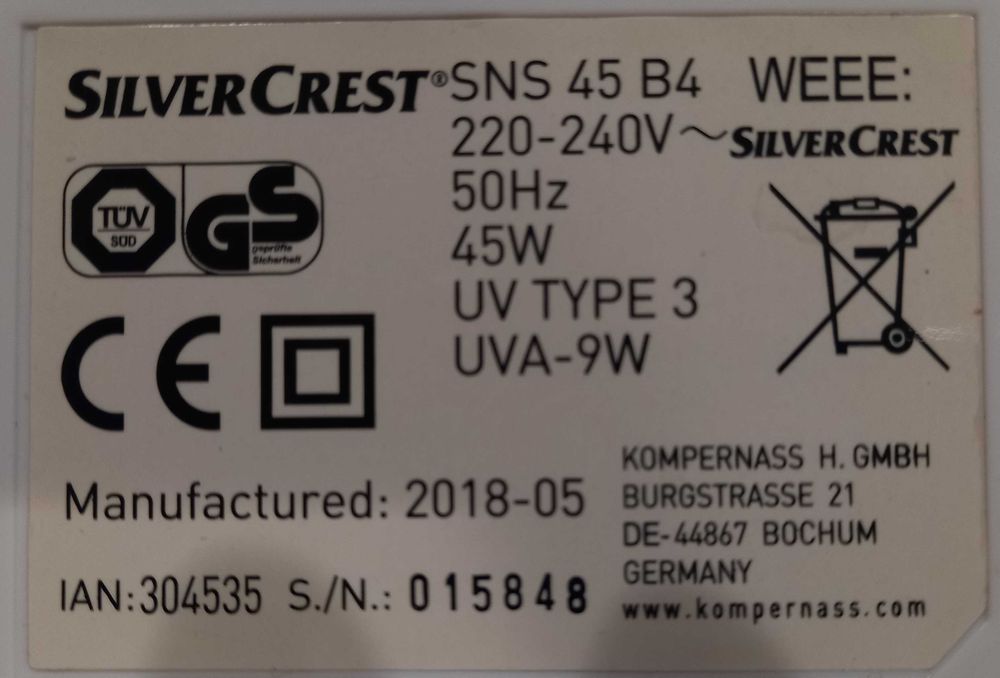 SILVERCREST® SNS 45 B4 WEEE:
220-240V~ SILVERCREST
50Hz
45W
UV TYPE 3
UVA-9W
TÜV
SÜD
GS
geprüfte
Sicherheit
CE
Manufactured: 2018-05
IAN:304535 S./N.: 015848
KOMPERNASS H. GMBH
BURGSTRASSE 21
DE-44867 BOCHUM
GERMANY
www.kompernass.com